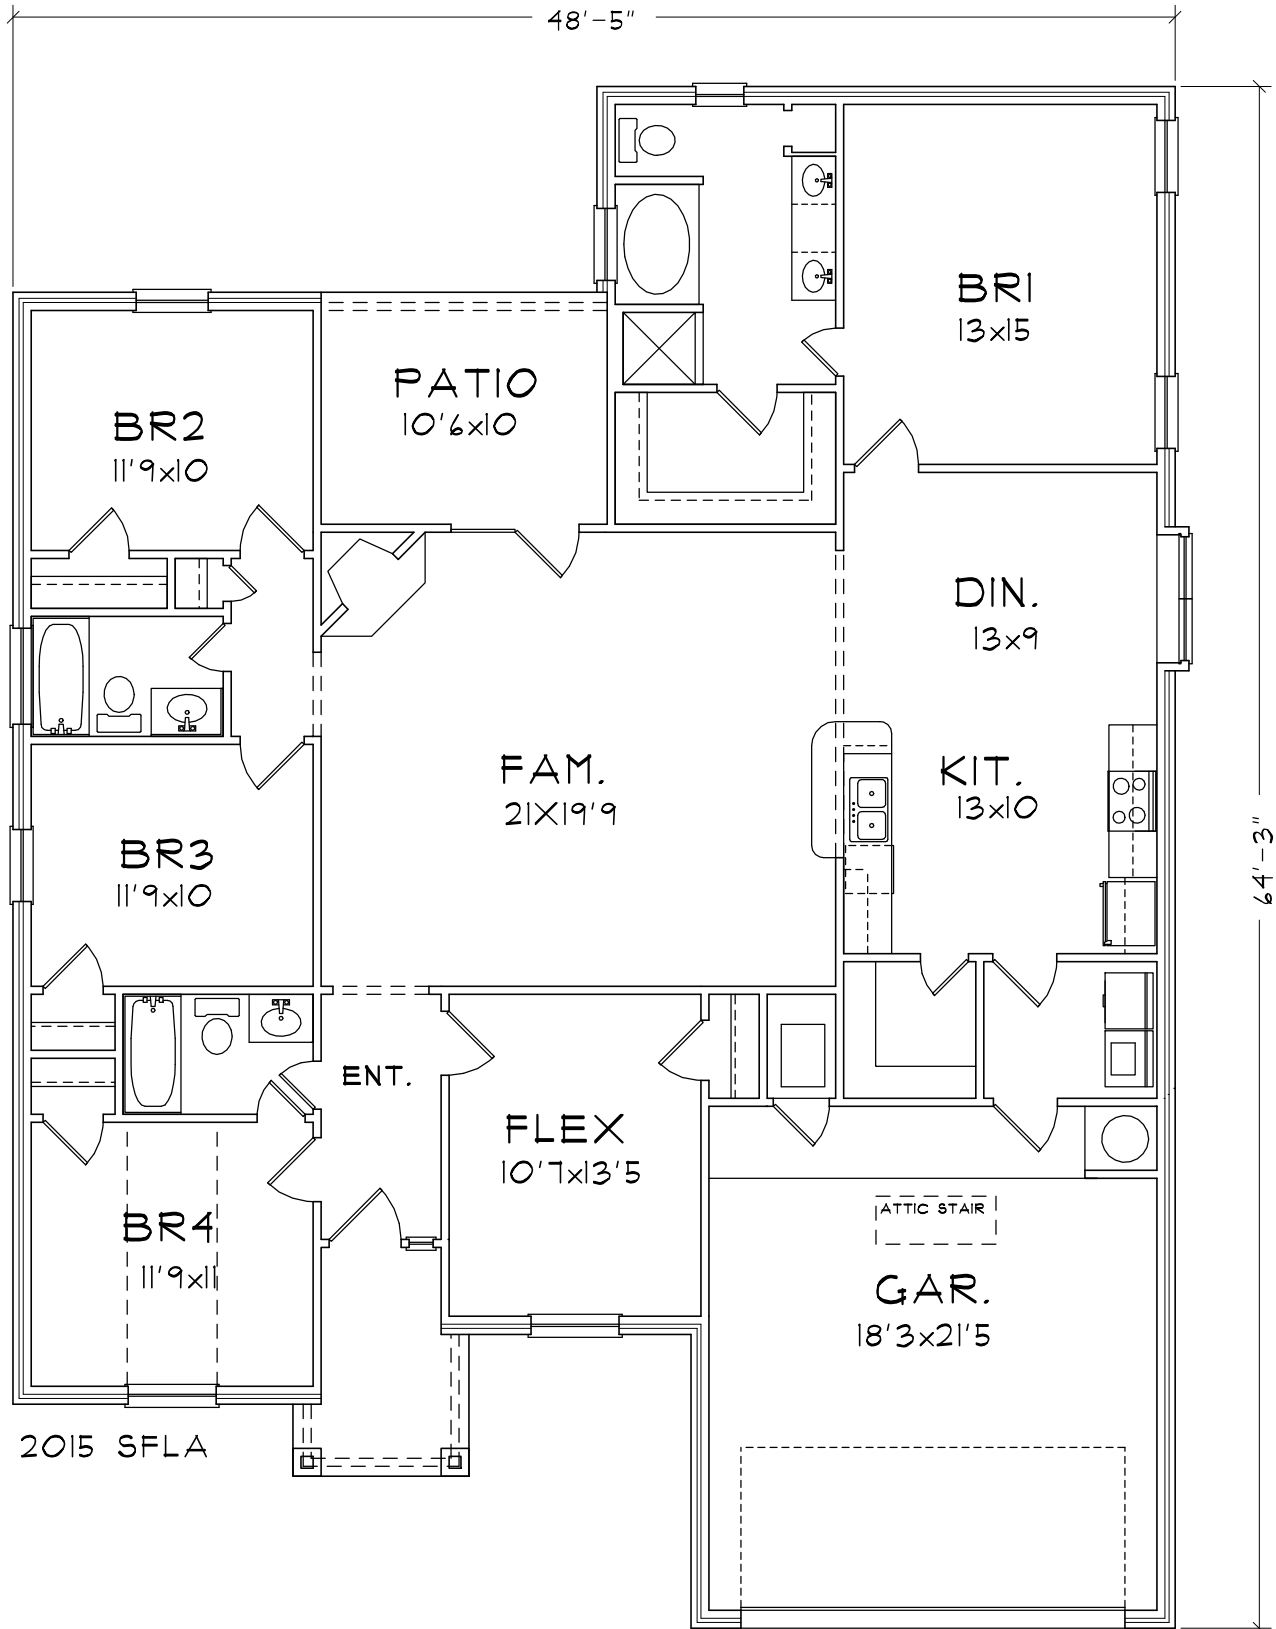 48'-5"
BR1
13x15
PATIO
10'6x10
BR2
11'9x10
DIN.
13x9
FAM.
21X19'9
KIT.
13x10
64'-3"
BR3
11'9x10
ENT.
FLEX
10'7x13'5
BR4
11'9x11
ATTIC STAIR
GAR.
18'3x21'5
2015 SFLA